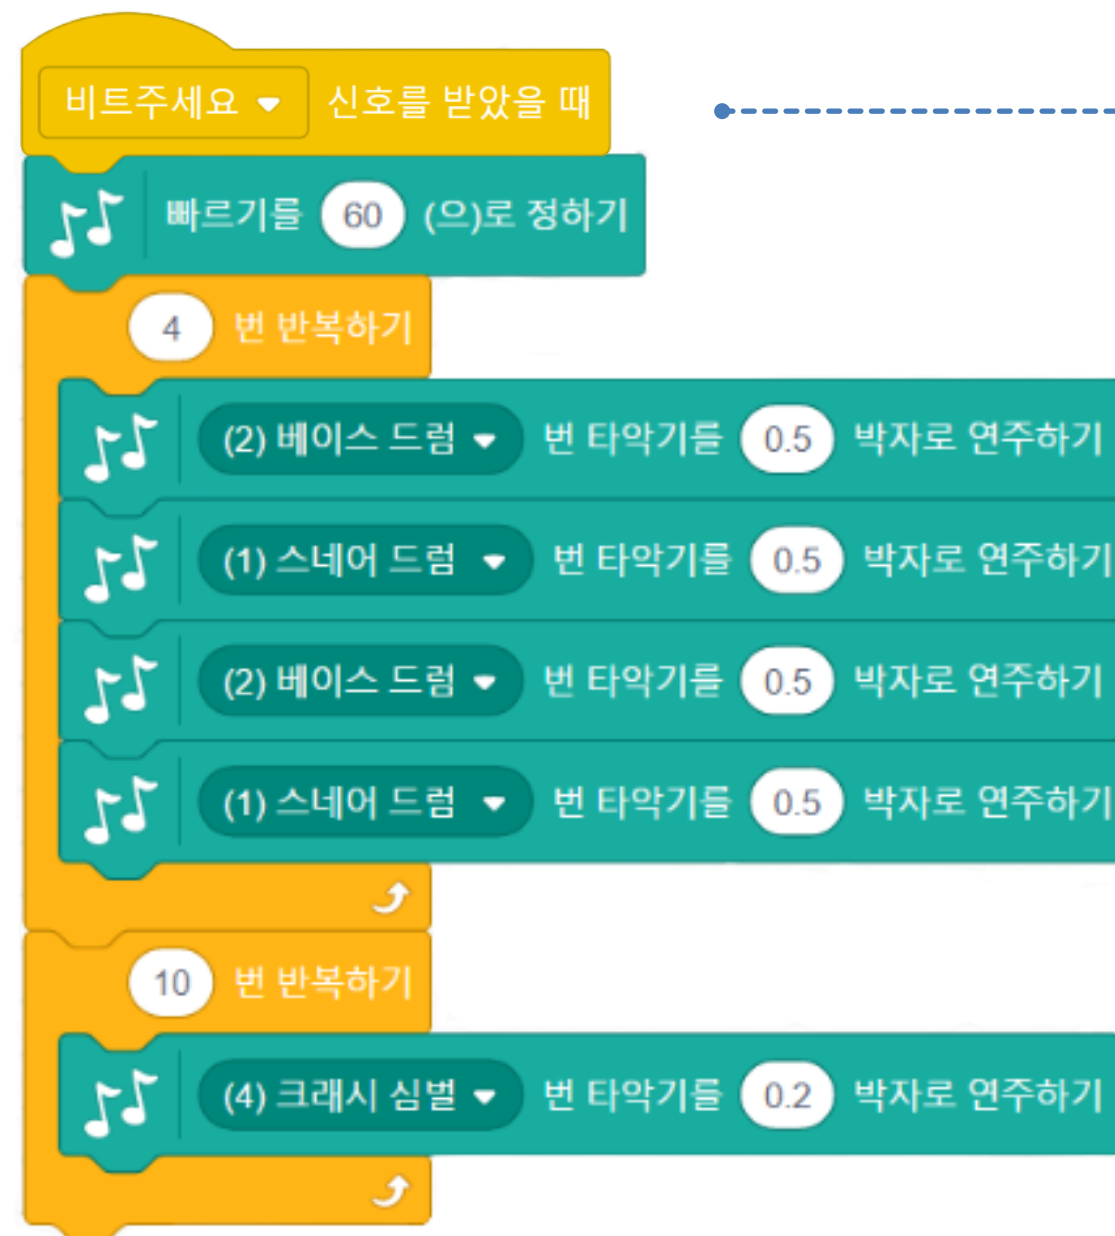 비트주세요 신호를 받았을 때
빠르기를 60 (으)로 정하기
4 번 반복하기
(2) 베이스 드럼 번 타악기를 0.5 박자로 연주하기
(1) 스네어 드럼 번 타악기를 0.5 박자로 연주하기
(2) 베이스 드럼 번 타악기를 0.5 박자로 연주하기
(1) 스네어 드럼 번 타악기를 0.5 박자로 연주하기
10 번 반복하기
(4) 크래시 심벌 번 타악기를 0.2 박자로 연주하기